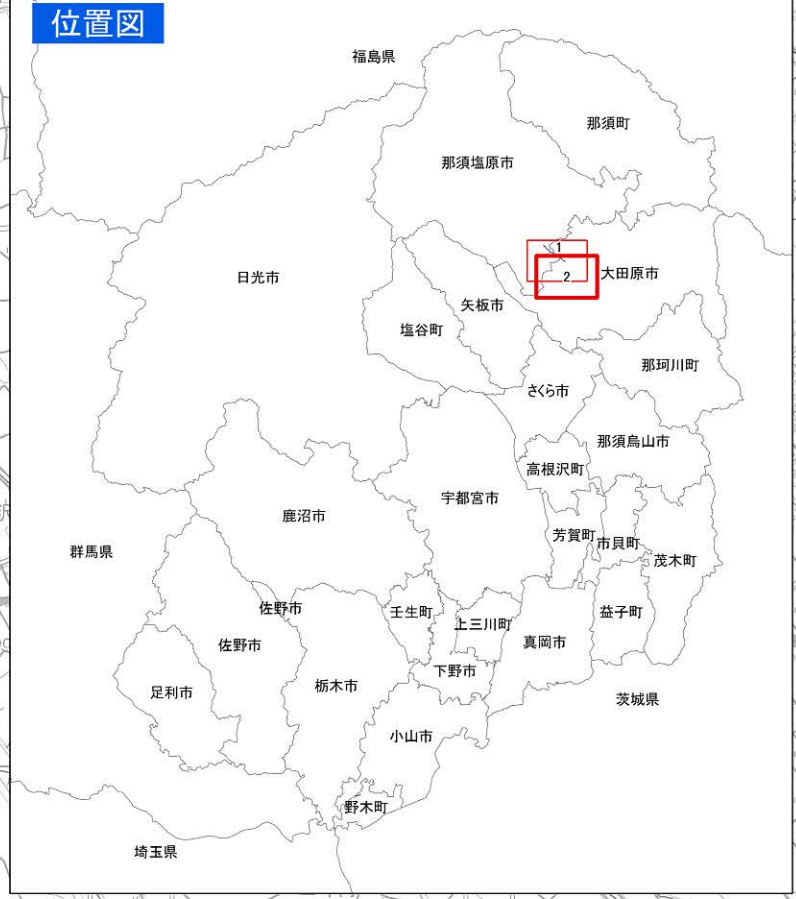 位置図
福島県
那須町
那須塩原市
1
2
大田原市
日光市
矢板市
塩谷町
那珂川町
さくら市
那須烏山市
高根沢町
宇都宮市
鹿沼市
芳賀町
市貝町
群馬県
茂木町
佐野市
壬生町
益子町
上三川町
真岡市
佐野市
下野市
栃木市
足利市
茨城県
小山市
野木町
埼玉県